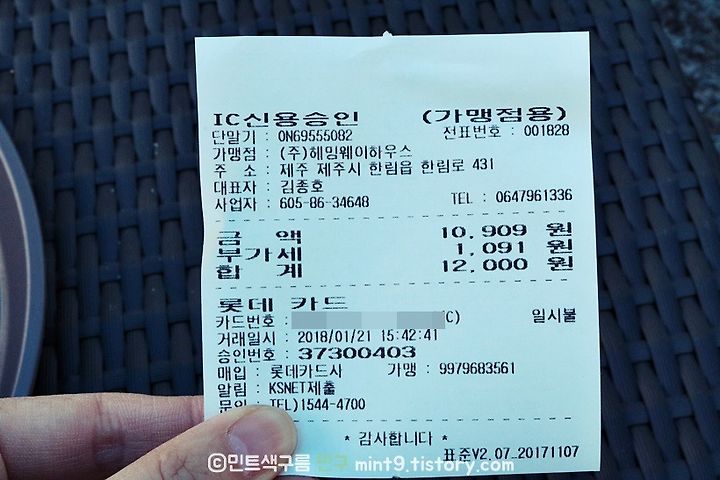 IC신용승인 (가맹점용)
단말기 : 0N69555082 전표번호 : 001828
가맹점 : (주)헤밍웨이하우스
주 소 : 제주 제주시 한림읍 한림로 431
대표자 : 김종호
사업자 : 605-86-34648 TEL : 0647961336
금 액 10,909 원
부가세 1,091 원
합 계 12,000 원
롯데 카드
카드번호 : (C) 일시불
거래일시 : 2018/01/21 15:42:41
승인번호 : 37300403
매입 : 롯데카드사 가맹 : 9979683561
알림 : KSNET제출
문의 : TEL)1544-4700
* 감사합니다 *
표준V2.07_20171107
©민트색구름 연구 mint9.tistory.com